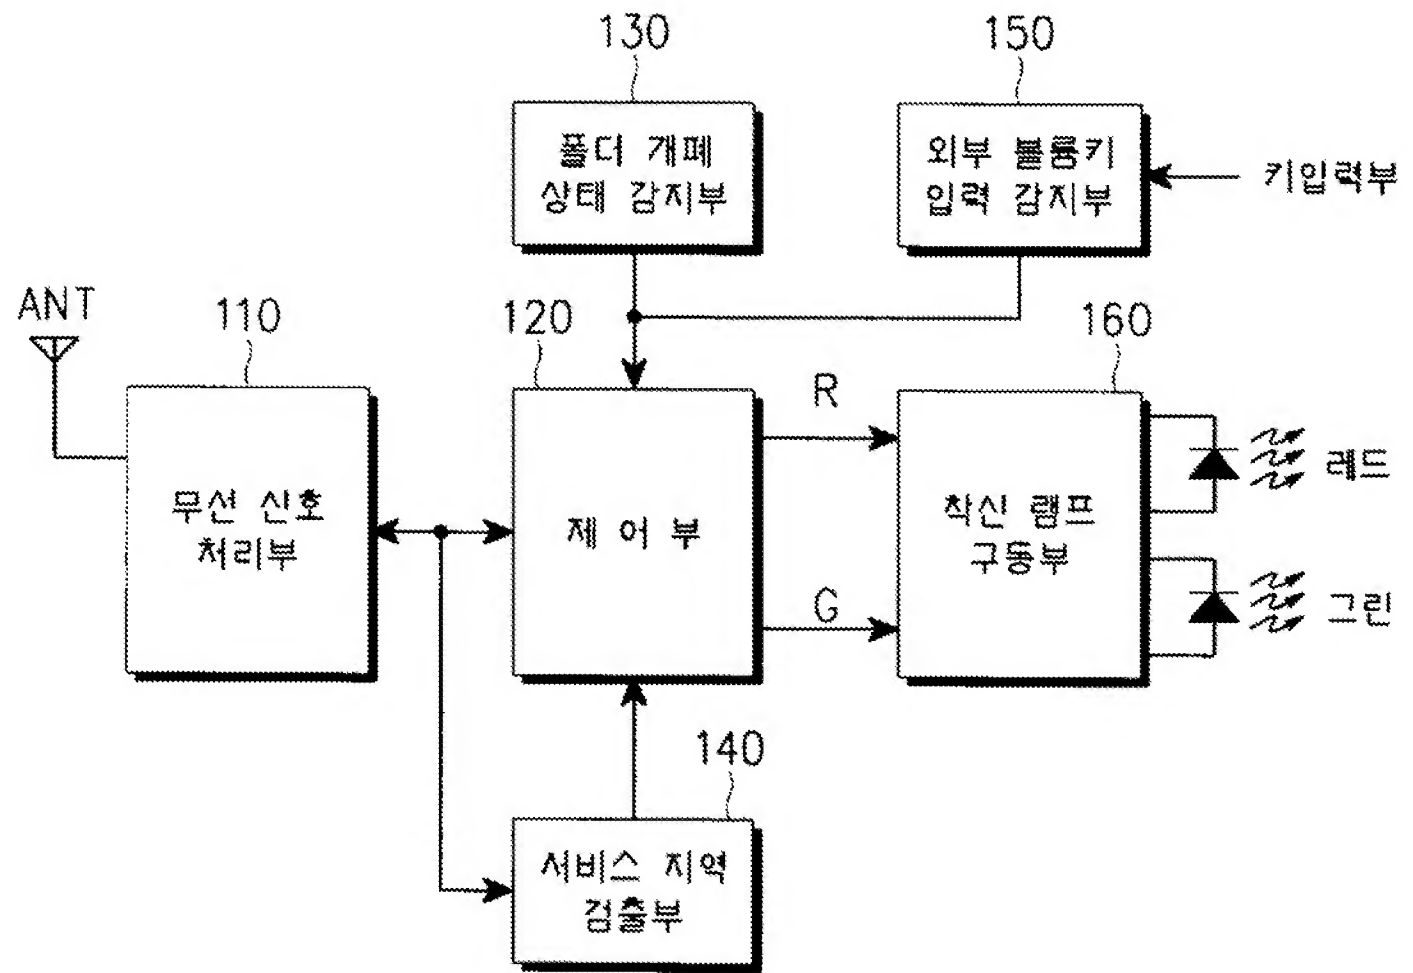 130
150
폴더 개폐
상태 감지부
외부 볼륨키
입력 감지부
키입력부
ANT
110
120
160
R
무선 신호
처리부
제 어 부
착신 램프
구동부
레드
G
그린
140
서비스 지역
검출부